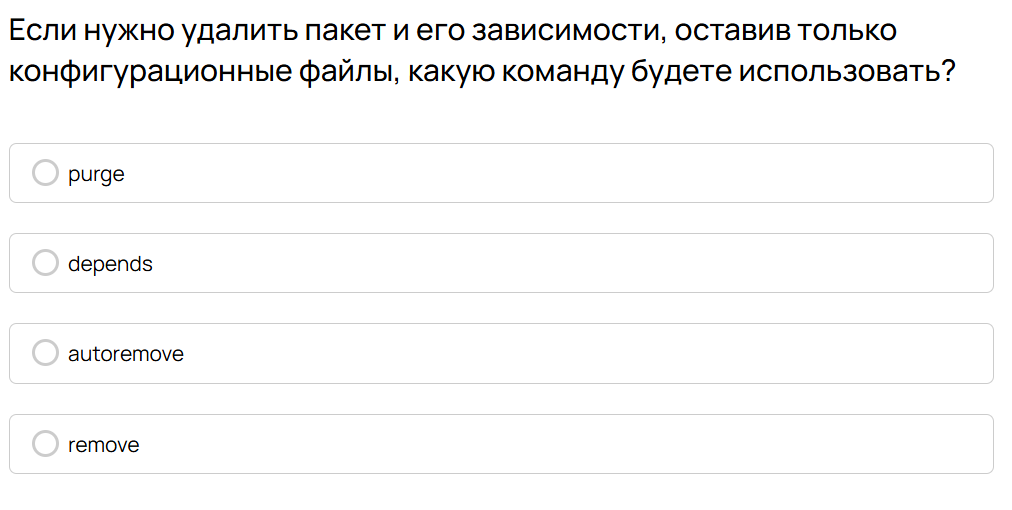 Если нужно удалить пакет и его зависимости, оставив только
конфигурационные файлы, какую команду будете использовать?
purge
depends
autoremove
remove